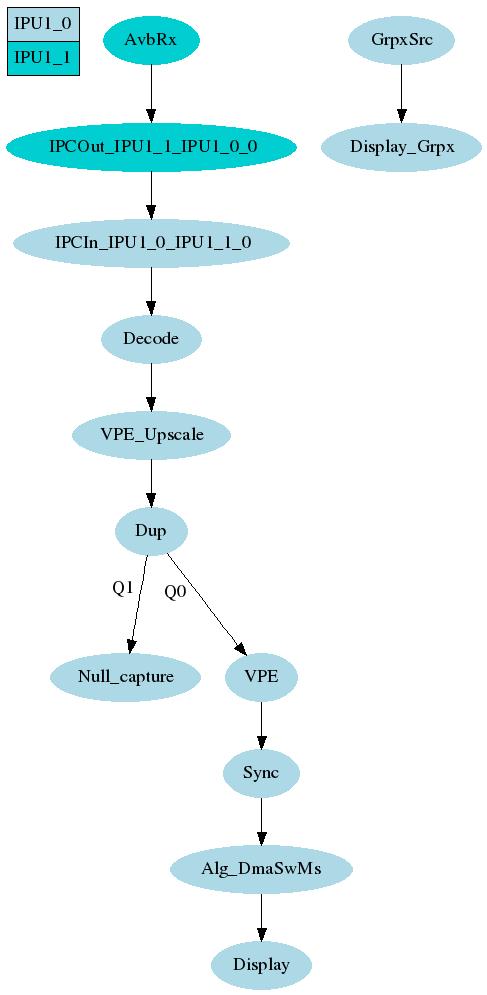 IPU1_0
IPU1_1
AvbRx
GrpxSrc
IPCOut_IPU1_1_IPU1_0_0
Display_Grpx
IPCIn_IPU1_0_IPU1_1_0
Decode
VPE_Upscale
Dup
Q1
Q0
Null_capture
VPE
Sync
Alg_DmaSwMs
Display